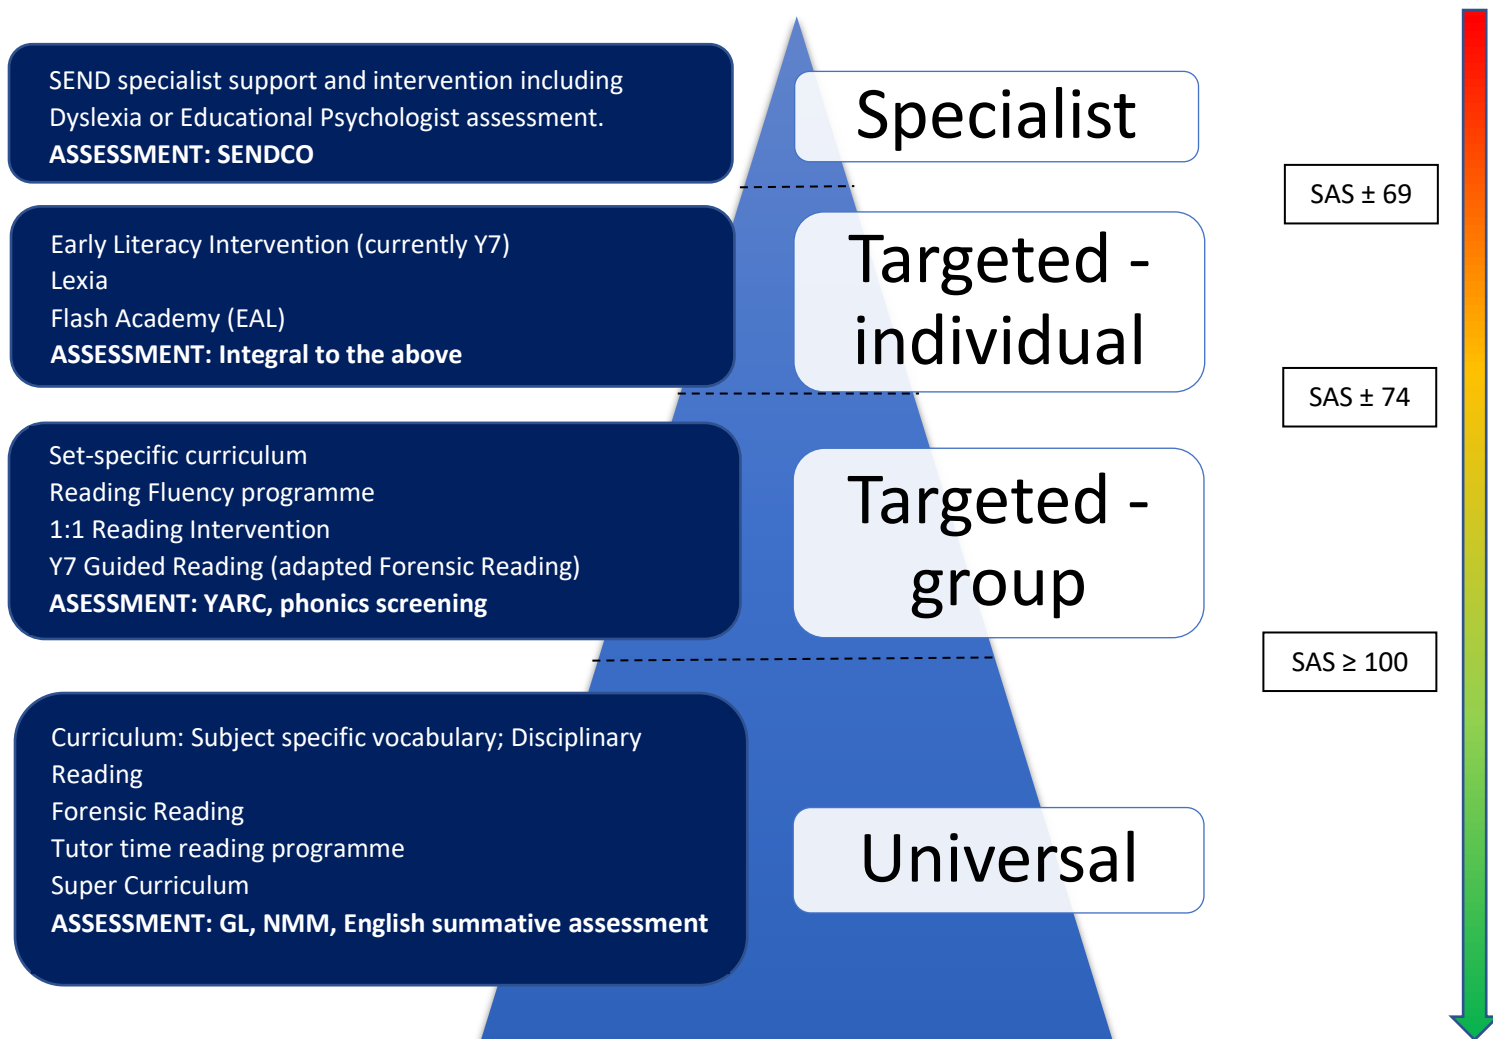 SEND specialist support and intervention including
Dyslexia or Educational Psychologist assessment.
ASSESSMENT: SENDCO
Specialist
SAS ± 69
Early Literacy Intervention (currently Y7)
Lexia
Flash Academy (EAL)
ASSESSMENT: Integral to the above
Targeted -
individual
SAS ± 74
Set-specific curriculum
Reading Fluency programme
1:1 Reading Intervention
Y7 Guided Reading (adapted Forensic Reading)
ASESSMENT: YARC, phonics screening
Targeted -
group
SAS ≥ 100
Curriculum: Subject specific vocabulary; Disciplinary
Reading
Forensic Reading
Tutor time reading programme
Super Curriculum
ASSESSMENT: GL, NMM, English summative assessment
Universal